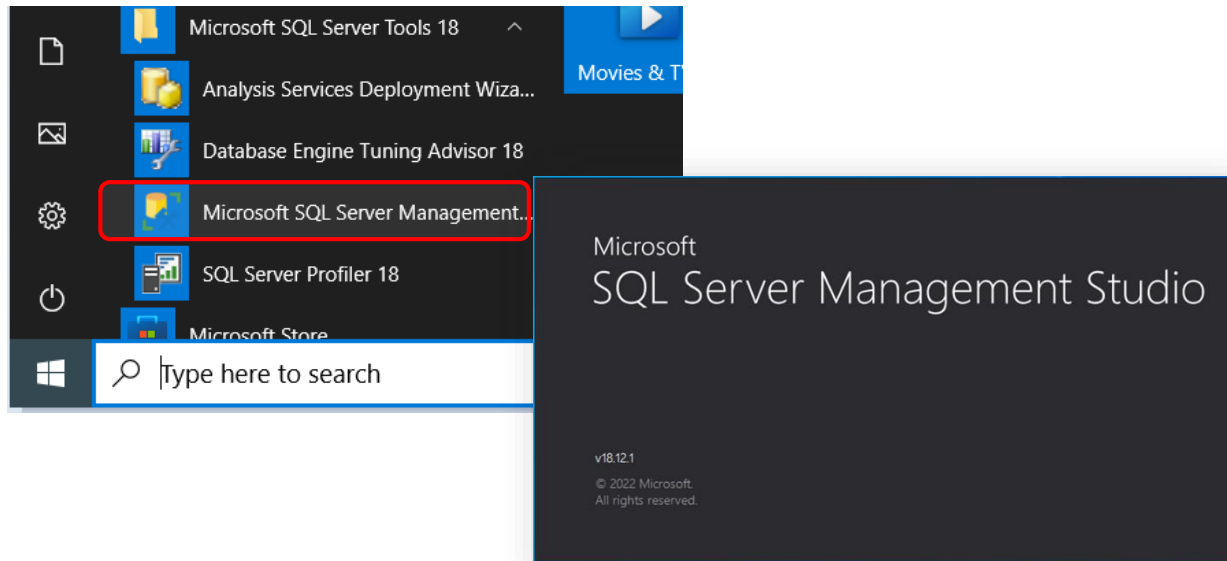 Microsoft SQL Server Tools 18
Movies & T
Analysis Services Deployment Wiza...
Database Engine Tuning Advisor 18
Microsoft SQL Server Management...
SQL Server Profiler 18
Microsoft Store
Type here to search
Microsoft
SQL Server Management Studio
v18.12.1
© 2022 Microsoft.
All rights reserved.